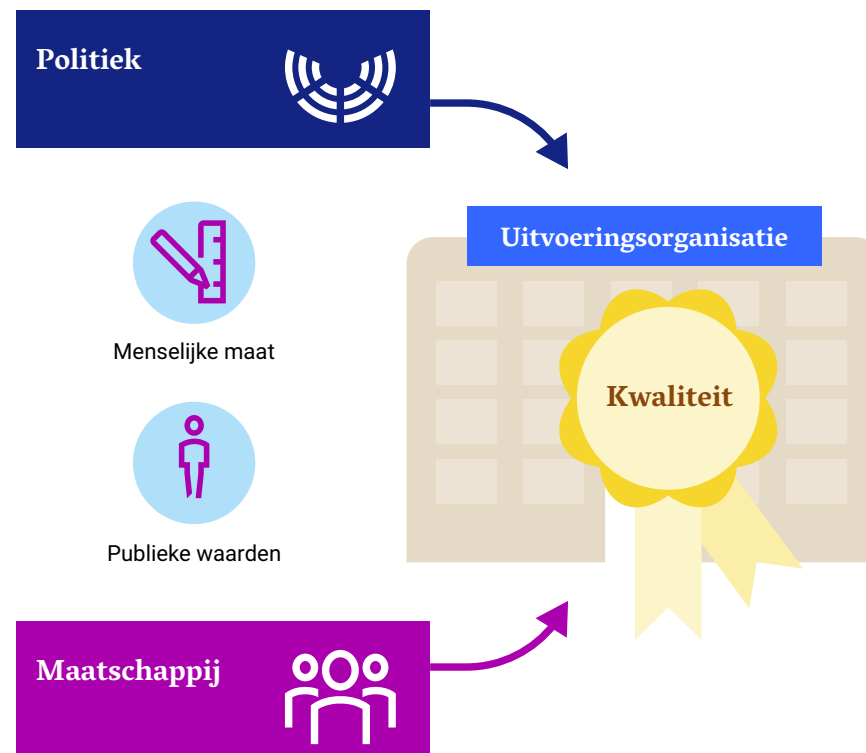 Politiek
Uitvoeringsorganisatie
Menselijke maat
Kwaliteit
Publieke waarden
Maatschappij